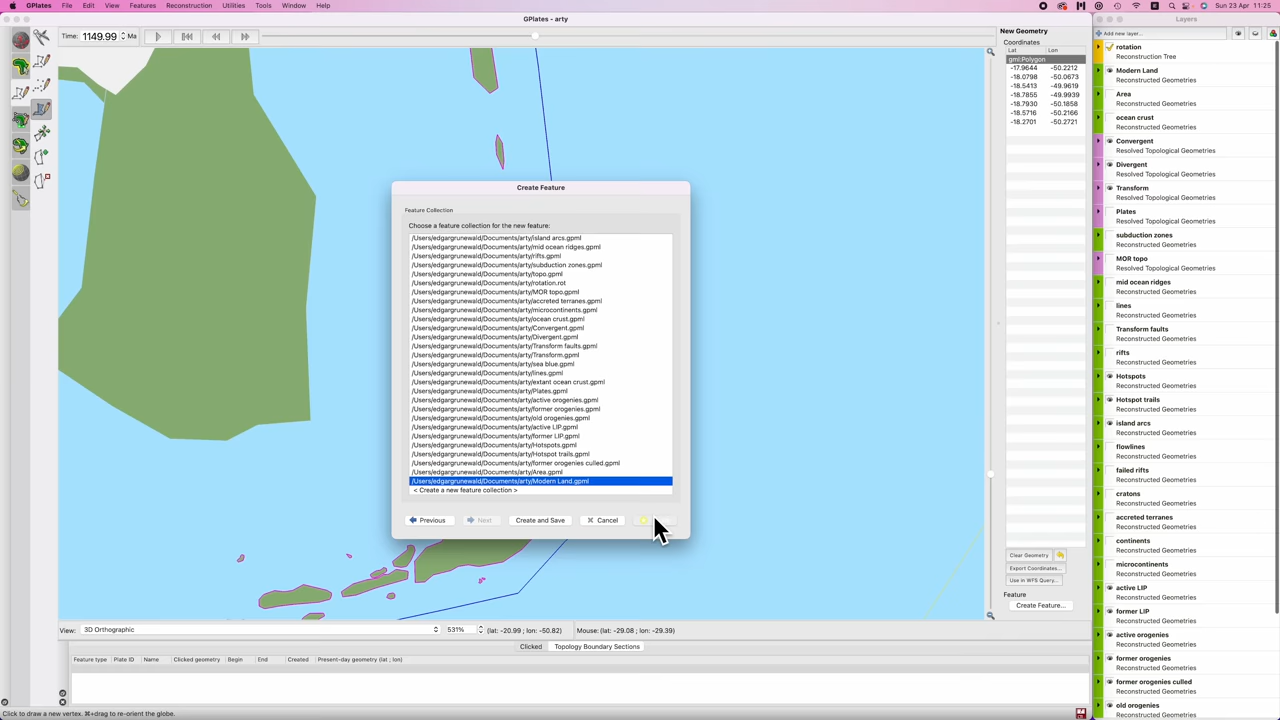 GPlates File Edit View Features Reconstruction Utilities Tools Window Help
Sun 23 Apr 11:25
GPlates - arty
Layers
Time: 1149.99 Ma
Add new layer...
New Geometry
Coordinates
Lat Lon
gml:Polygon
-17.9644 -50.2212
-18.0798 -50.0673
-18.5413 -49.9619
-18.7855 -49.9939
-18.7930 -50.1858
-18.5716 -50.2166
-18.2701 -50.2721
Create Feature
Feature Collection
Choose a feature collection for the new feature:
/Users/edgargrunewald/Documents/arty/island arcs.gpml
/Users/edgargrunewald/Documents/arty/mid ocean ridges.gpml
/Users/edgargrunewald/Documents/arty/rifts.gpml
/Users/edgargrunewald/Documents/arty/subduction zones.gpml
/Users/edgargrunewald/Documents/arty/topo.gpml
/Users/edgargrunewald/Documents/arty/rotation.rot
/Users/edgargrunewald/Documents/arty/MOR topo.gpml
/Users/edgargrunewald/Documents/arty/accreted terranes.gpml
/Users/edgargrunewald/Documents/arty/microcontinents.gpml
/Users/edgargrunewald/Documents/arty/ocean crust.gpml
/Users/edgargrunewald/Documents/arty/Convergent.gpml
/Users/edgargrunewald/Documents/arty/Divergent.gpml
/Users/edgargrunewald/Documents/arty/Transform faults.gpml
/Users/edgargrunewald/Documents/arty/Transform.gpml
/Users/edgargrunewald/Documents/arty/sea blue.gpml
/Users/edgargrunewald/Documents/arty/lines.gpml
/Users/edgargrunewald/Documents/arty/extant ocean crust.gpml
/Users/edgargrunewald/Documents/arty/Plates.gpml
/Users/edgargrunewald/Documents/arty/active orogenies.gpml
/Users/edgargrunewald/Documents/arty/former orogenies.gpml
/Users/edgargrunewald/Documents/arty/old orogenies.gpml
/Users/edgargrunewald/Documents/arty/active LIP.gpml
/Users/edgargrunewald/Documents/arty/former LIP.gpml
/Users/edgargrunewald/Documents/arty/Hotspots.gpml
/Users/edgargrunewald/Documents/arty/Hotspot trails.gpml
/Users/edgargrunewald/Documents/arty/former orogenies culled.gpml
/Users/edgargrunewald/Documents/arty/Area.gpml
/Users/edgargrunewald/Documents/arty/Modern Land.gpml
< Create a new feature collection >
Previous Next Create and Save Cancel
Clear Geometry
Export Coordinates...
Use in WFS Query...
Feature
Create Feature...
View: 3D Orthographic 531% (lat: -20.99 ; lon: -50.82) Mouse: (lat: -29.08 ; lon: -29.39)
Clicked Topology Boundary Sections
Feature type Plate ID Name Clicked geometry Begin End Created Present-day geometry (lat ; lon)
Click to draw a new vertex. ⌘+drag to re-orient the globe.
rotation
Reconstruction Tree
Modern Land
Reconstructed Geometries
Area
Reconstructed Geometries
ocean crust
Reconstructed Geometries
Convergent
Resolved Topological Geometries
Divergent
Resolved Topological Geometries
Transform
Resolved Topological Geometries
Plates
Resolved Topological Geometries
subduction zones
Reconstructed Geometries
MOR topo
Resolved Topological Geometries
mid ocean ridges
Reconstructed Geometries
lines
Reconstructed Geometries
Transform faults
Reconstructed Geometries
rifts
Reconstructed Geometries
Hotspots
Reconstructed Geometries
Hotspot trails
Reconstructed Geometries
island arcs
Reconstructed Geometries
flowlines
Reconstructed Geometries
failed rifts
Reconstructed Geometries
cratons
Reconstructed Geometries
accreted terranes
Reconstructed Geometries
continents
Reconstructed Geometries
microcontinents
Reconstructed Geometries
active LIP
Reconstructed Geometries
former LIP
Reconstructed Geometries
active orogenies
Reconstructed Geometries
former orogenies
Reconstructed Geometries
former orogenies culled
Reconstructed Geometries
old orogenies
Reconstructed Geometries